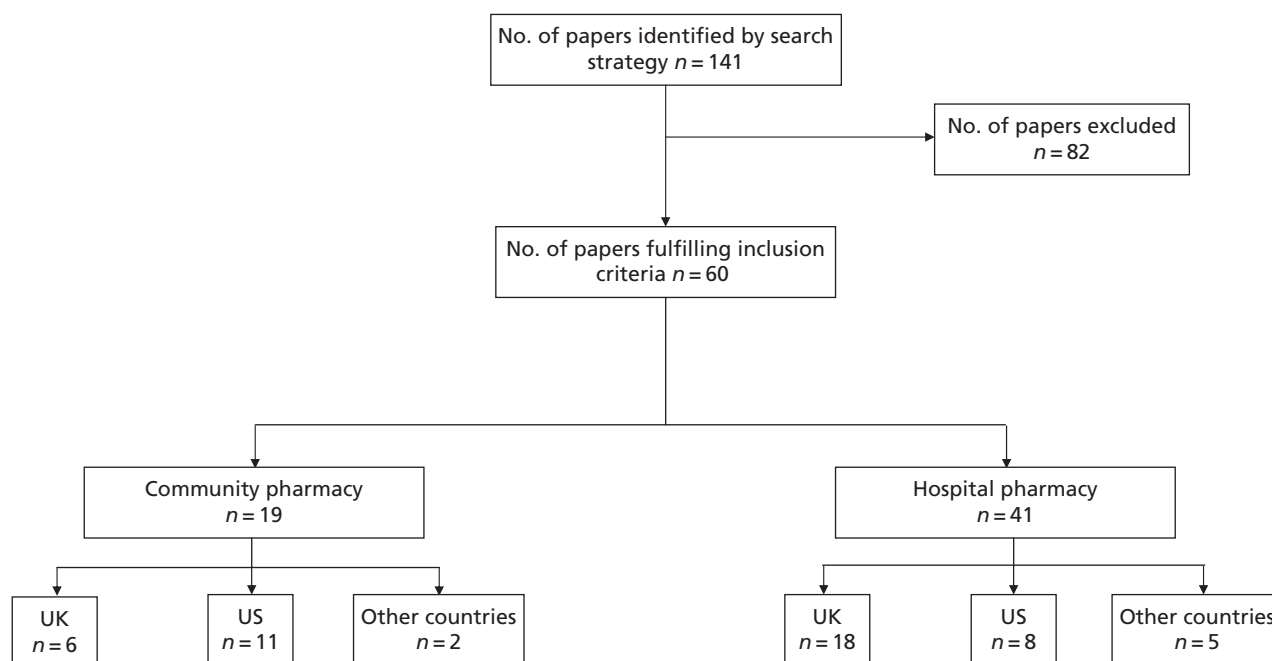 No. of papers identified by search
strategy n = 141
No. of papers excluded
n = 82
No. of papers fulfilling inclusion
criteria n = 60
Community pharmacy
n = 19
Hospital pharmacy
n = 41
UK
n = 6
US
n = 11
Other countries
n = 2
UK
n = 18
US
n = 8
Other countries
n = 5